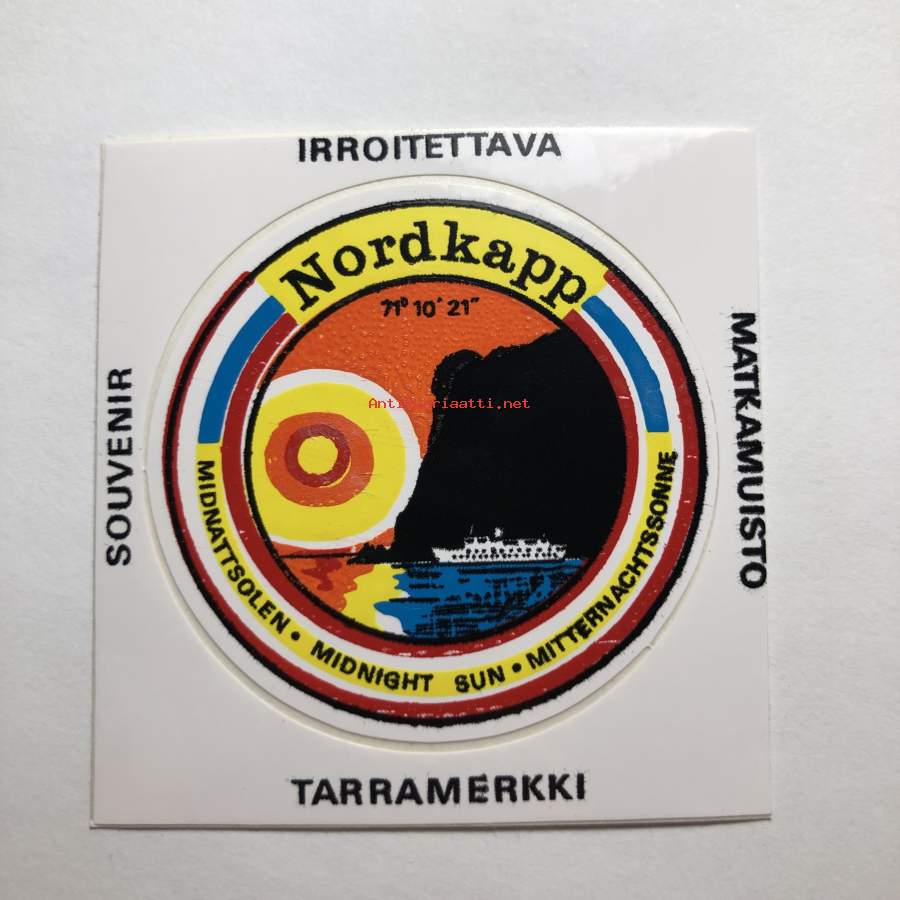 IRROITETTAVA
Nordkapp
71° 10′ 21″
Antikvariaatti.net
SOUVENIR
MATKAMUISTO
MIDNATTSOLEN • MIDNIGHT SUN • MITTERNACHTSSONNE
TARRAMERKKI